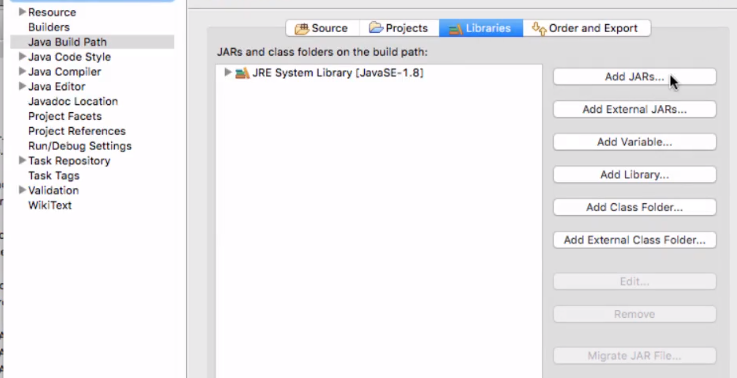 Resource
Builders
Java Build Path
Java Code Style
Java Compiler
Java Editor
Javadoc Location
Project Facets
Project References
Run/Debug Settings
Task Repository
Task Tags
Validation
WikiText
Source Projects Libraries Order and Export
JARs and class folders on the build path:
JRE System Library [JavaSE-1.8]
Add JARs...
Add External JARs...
Add Variable...
Add Library...
Add Class Folder...
Add External Class Folder...
Edit...
Remove
Migrate JAR File...